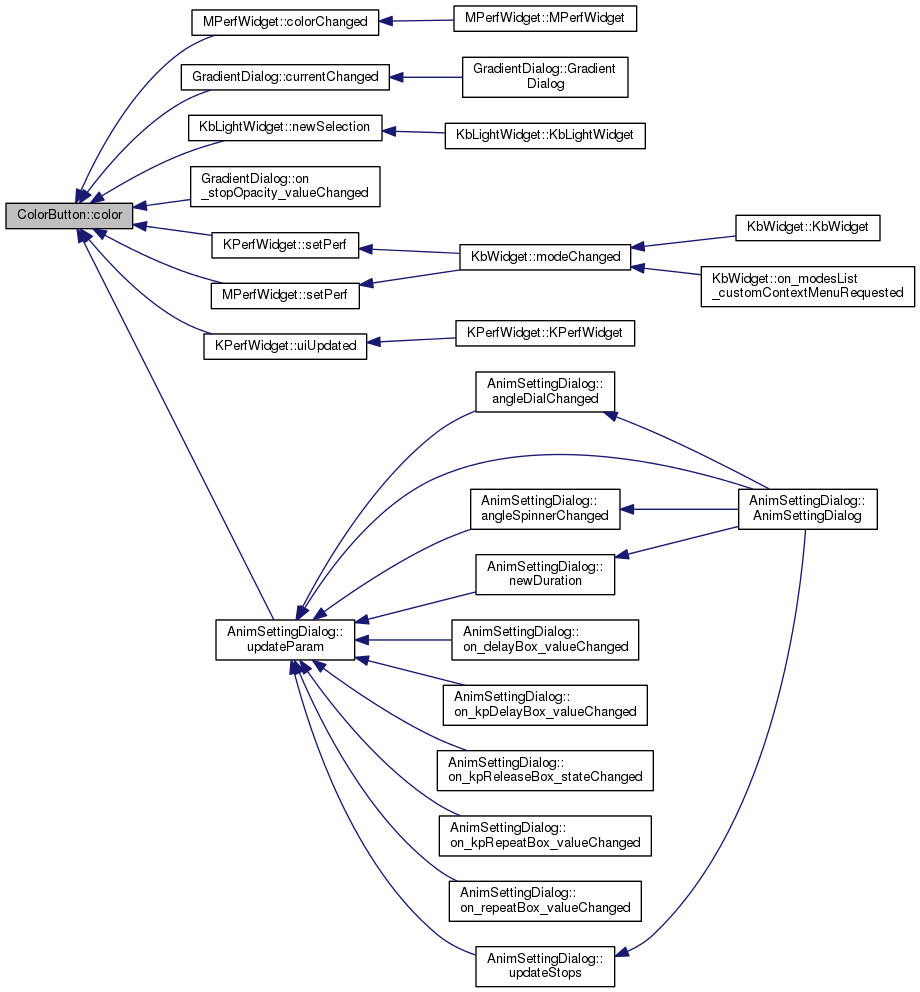 MPerfWidget::colorChanged
MPerfWidget::MPerfWidget
GradientDialog::currentChanged
GradientDialog::Gradient
Dialog
KbLightWidget::newSelection
KbLightWidget::KbLightWidget
GradientDialog::on
_stopOpacity_valueChanged
ColorButton::color
KPerfWidget::setPerf
KbWidget::modeChanged
KbWidget::KbWidget
KbWidget::on_modesList
_customContextMenuRequested
MPerfWidget::setPerf
KPerfWidget::uiUpdated
KPerfWidget::KPerfWidget
AnimSettingDialog::
angleDialChanged
AnimSettingDialog::
angleSpinnerChanged
AnimSettingDialog::
AnimSettingDialog
AnimSettingDialog::
newDuration
AnimSettingDialog::
updateParam
AnimSettingDialog::
on_delayBox_valueChanged
AnimSettingDialog::
on_kpDelayBox_valueChanged
AnimSettingDialog::
on_kpReleaseBox_stateChanged
AnimSettingDialog::
on_kpRepeatBox_valueChanged
AnimSettingDialog::
on_repeatBox_valueChanged
AnimSettingDialog::
updateStops